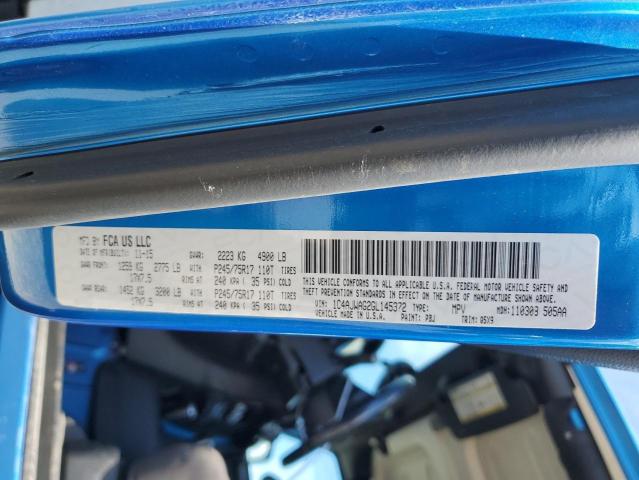 MFD BY FCA US LLC
DATE OF MFR(BUILT): 11-15 GVWR: 2223 KG 4900 LB
GAWR FRONT: 1259 KG 2775 LB WITH P245/75R17 110T TIRES
17X7.5 RIMS AT 240 KPA ( 35 PSI) COLD
GAWR REAR: 1452 KG 3200 LB WITH P245/75R17 110T TIRES
17X7.5 RIMS AT 240 KPA ( 35 PSI) COLD
THIS VEHICLE CONFORMS TO ALL APPLICABLE FEDERAL MOTOR VEHICLE SAFETY AND
THEFT PREVENTION STANDARDS IN EFFECT ON THE DATE OF MANUFACTURE SHOWN ABOVE.
VIN: 1C4AJWAG2GL145372 TYPE: MPV MDH: 110303 505AA
VEHICLE MADE IN U.S.A. PAINT: PBJ TRIM: A5X9